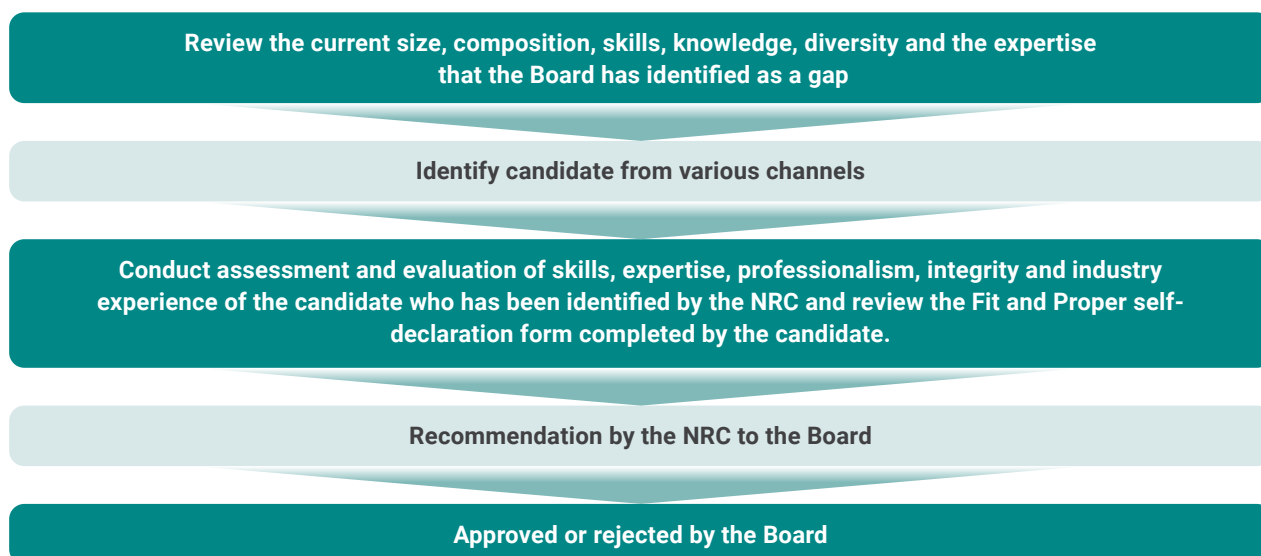 Review the current size, composition, skills, knowledge, diversity and the expertise
that the Board has identified as a gap
Identify candidate from various channels
Conduct assessment and evaluation of skills, expertise, professionalism, integrity and industry
experience of the candidate who has been identified by the NRC and review the Fit and Proper self-
declaration form completed by the candidate.
Recommendation by the NRC to the Board
Approved or rejected by the Board